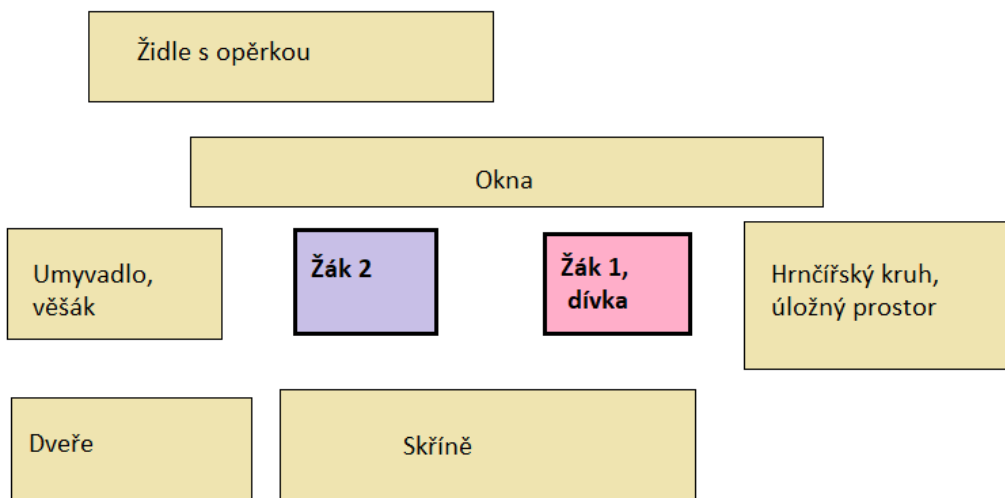 Židle s opěrkou
Okna
Umyvadlo,
věšák
Žák 2
Žák 1,
dívka
Hrnčířský kruh,
úložný prostor
Dveře
Skříně